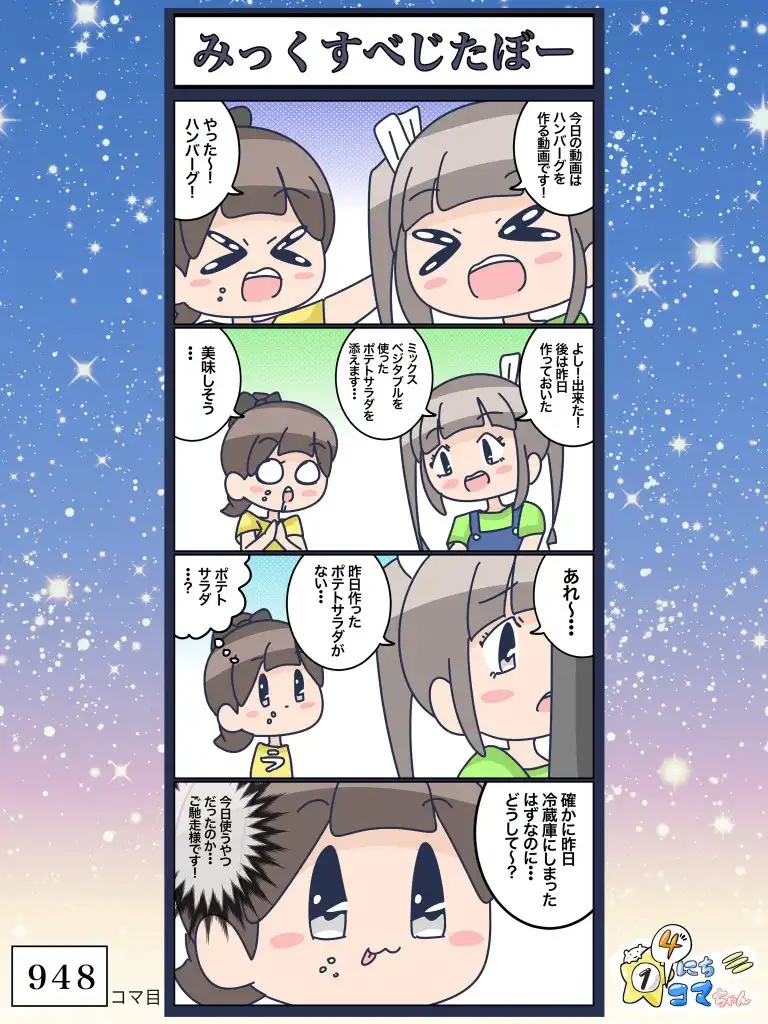 みっくすべじたぼー
今日の動画は
ハンバーグを
作る動画です!
やった〜!
ハンバーグ!
よし!出来た!
後は昨日
作っておいた
ミックス
ベジタブルを
使った
ポテトサラダを
添えます…
美味しそう
…
あれ〜…
昨日作った
ポテトサラダが
ない…
ポテト
サラダ
…?
う
確かに昨日
冷蔵庫にしまった
はずなのに…
どうして〜?
今日使うやつ
だったのか…
ご馳走様です!
948
コマ目
1
にち
4
コマ
ちゃん